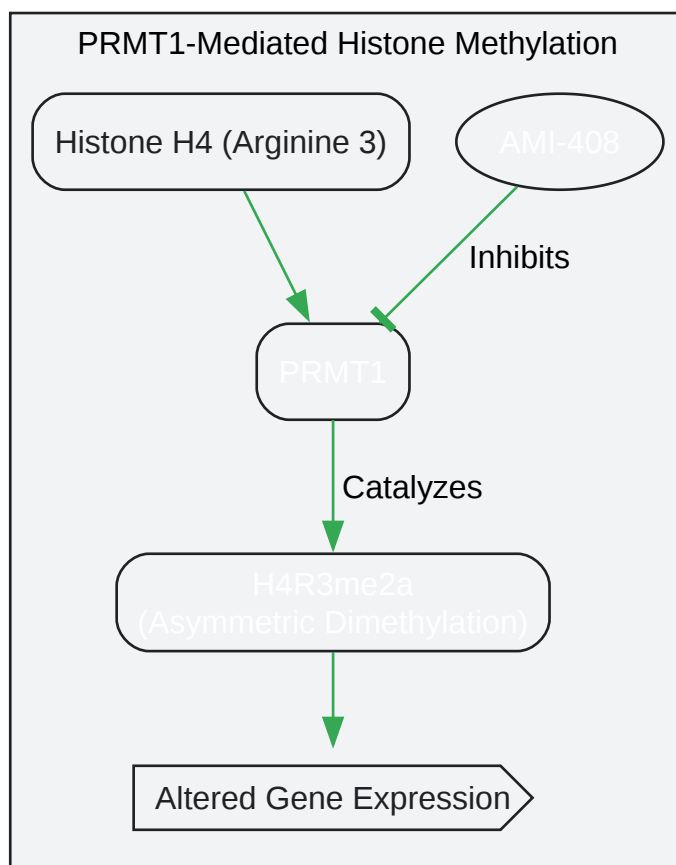 PRMT1-Mediated Histone Methylation
Histone H4 (Arginine 3)
AMI-408
Inhibits
PRMT1
Catalyzes
H4R3me2a
(Asymmetric Dimethylation)
Altered Gene Expression